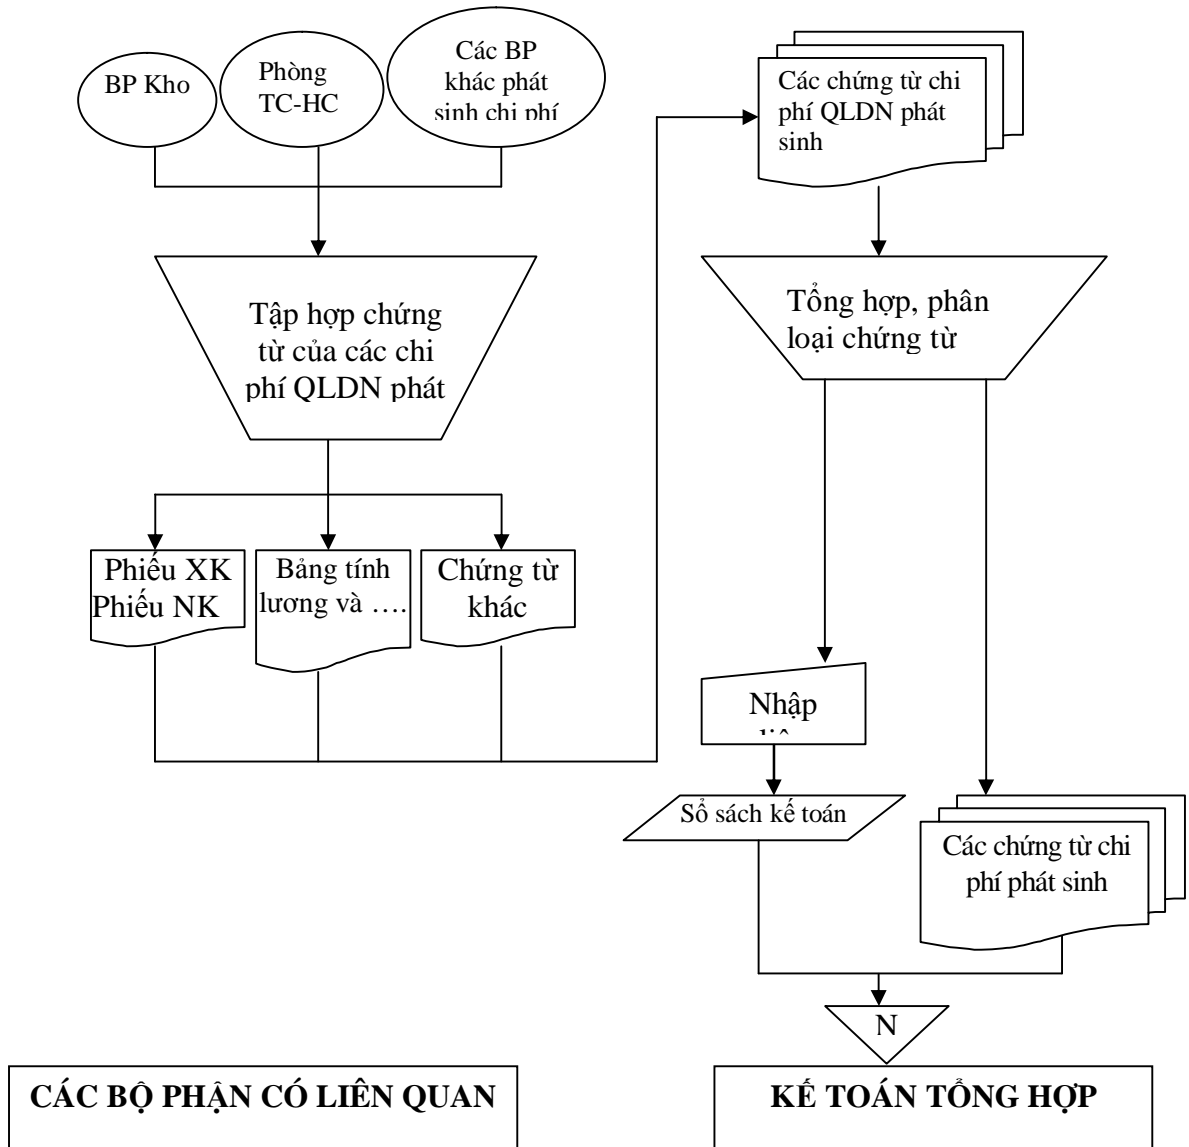 BP Kho
Phòng
TC-HC
Các BP
khác phát
sinh chi phí
Các chứng từ chi
phí QLDN phát
sinh
Tập hợp chứng
từ của các chi
phí QLDN phát
Tổng hợp, phân
loại chứng từ
Phiếu XK
Phiếu NK
Bảng tính
lương và ….
Chứng từ
khác
Nhập
Sổ sách kế toán
Các chứng từ chi
phí phát sinh
N
CÁC BỘ PHẬN CÓ LIÊN QUAN
KẾ TOÁN TỔNG HỢP